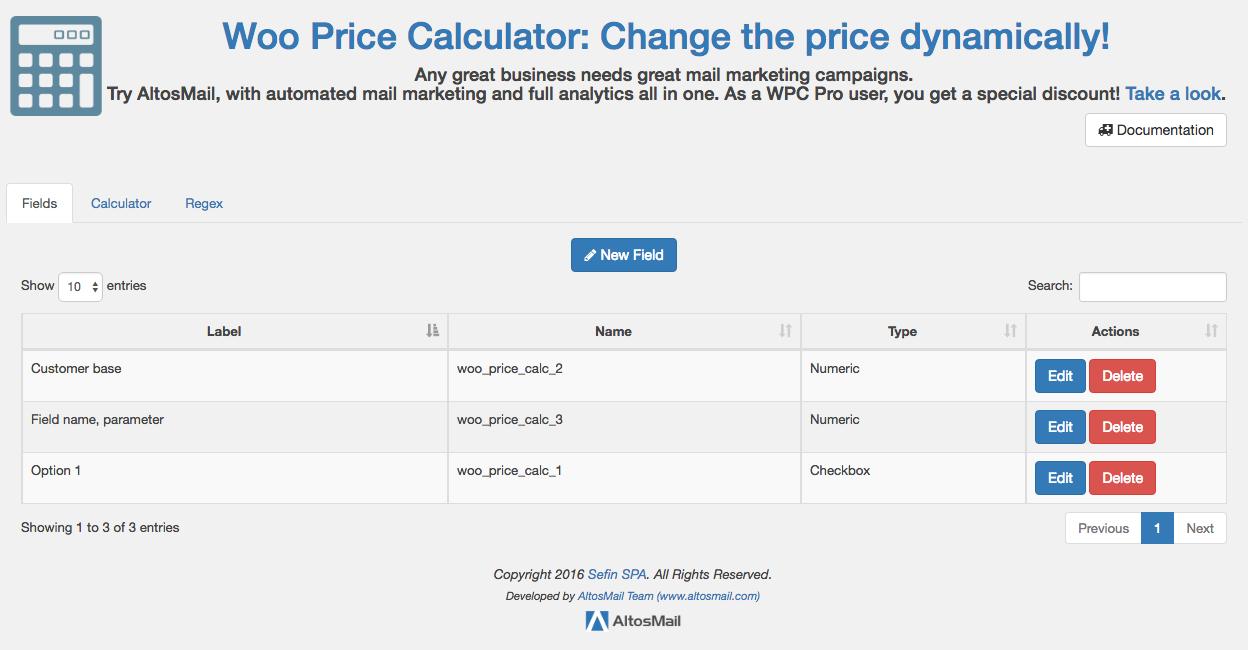 Woo Price Calculator: Change the price dynamically!
Any great business needs great mail marketing campaigns.
Try AltosMail, with automated mail marketing and full analytics all in one. As a WPC Pro user, you get a special discount! Take a look.
Documentation
Fields Calculator Regex
New Field
Show 10 entries Search:
Label Name Type Actions
Customer base woo_price_calc_2 Numeric Edit Delete
Field name, parameter woo_price_calc_3 Numeric Edit Delete
Option 1 woo_price_calc_1 Checkbox Edit Delete
Showing 1 to 3 of 3 entries Previous 1 Next
Copyright 2016 Sefin SPA. All Rights Reserved.
Developed by AltosMail Team (www.altosmail.com)
AltosMail